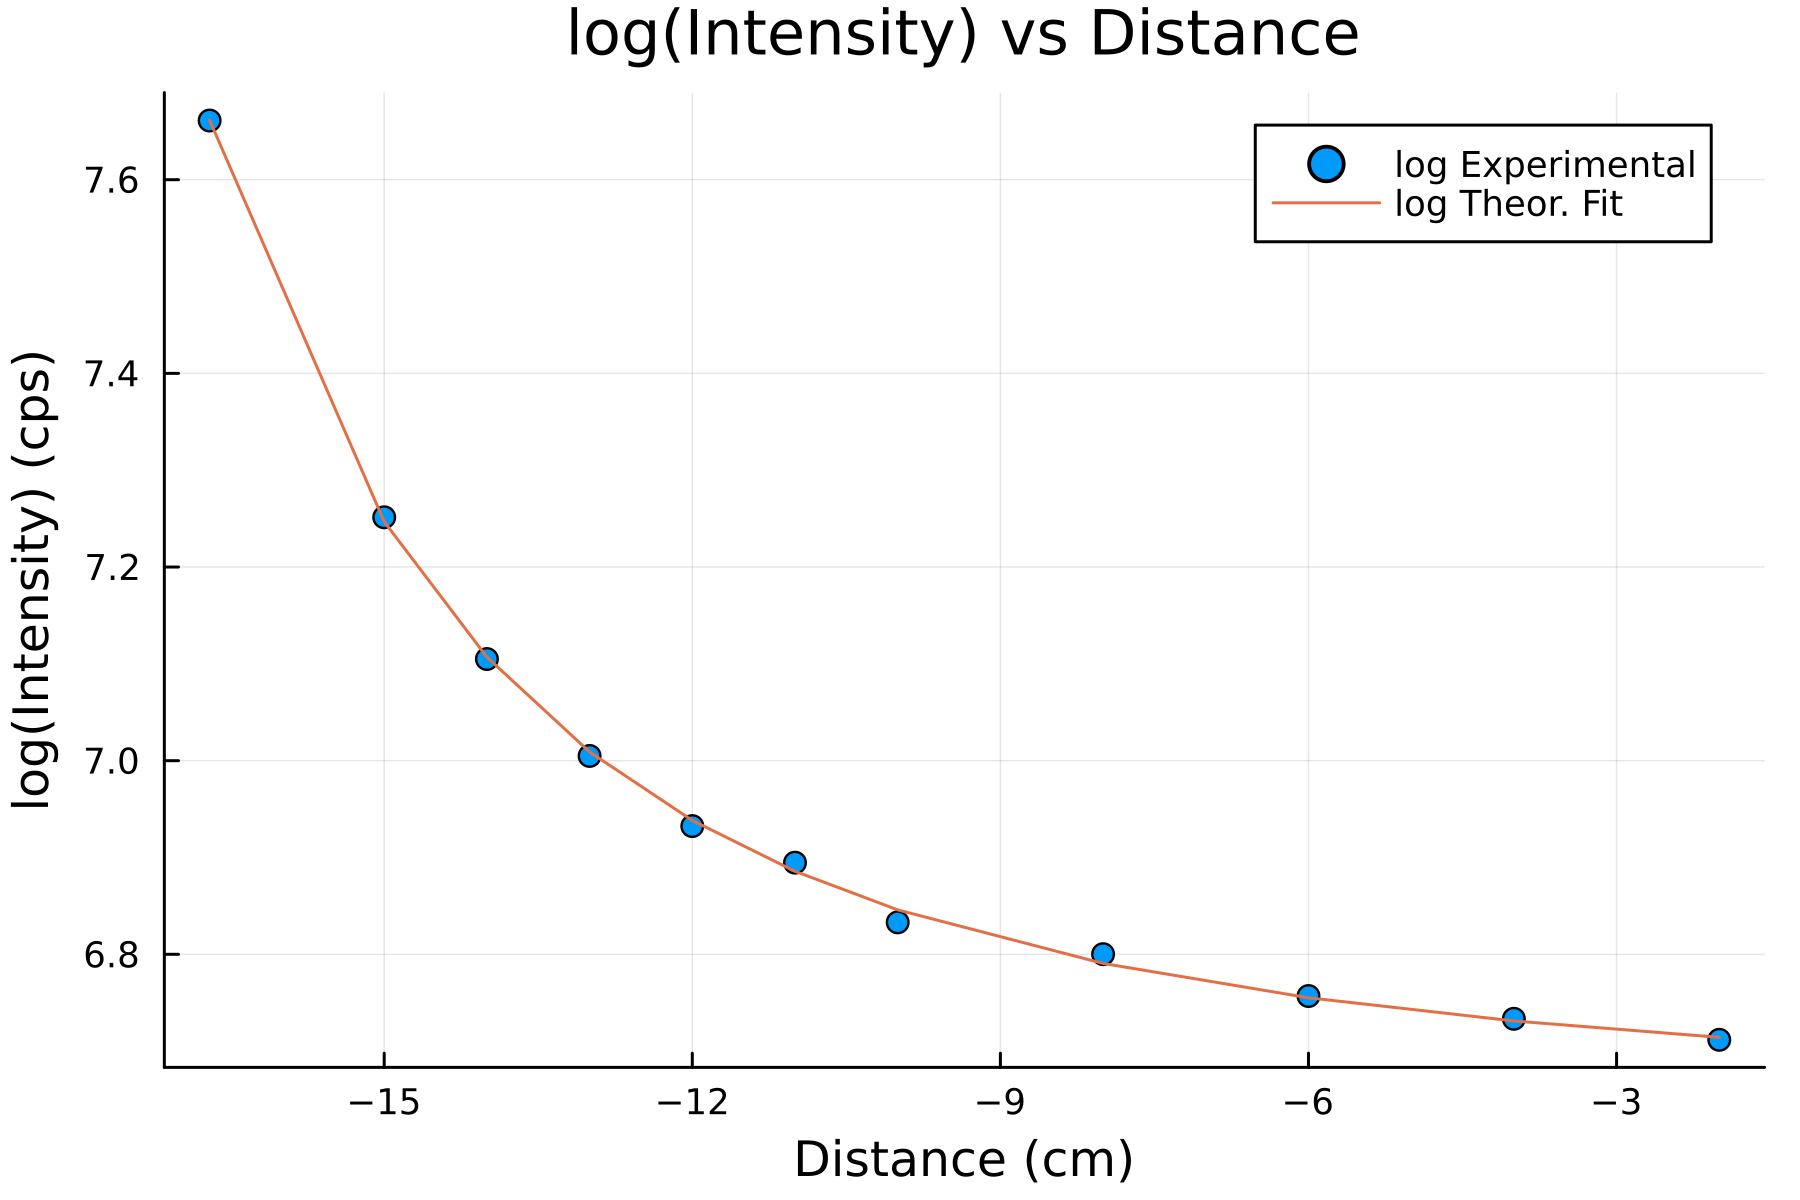 log(Intensity) vs Distance
log Experimental
log Theor. Fit
log(Intensity) (cps)
7.6
7.4
7.2
7.0
6.8
−15
−12
−9
−6
−3
Distance (cm)